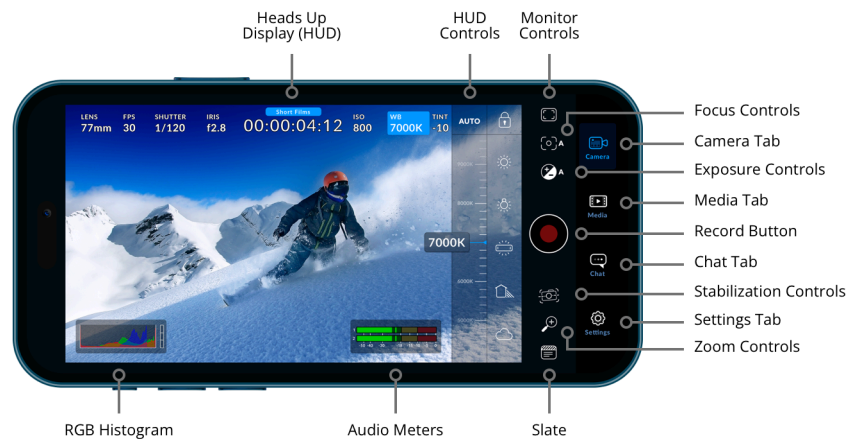 Heads Up
Display (HUD)
HUD
Controls
Monitor
Controls
LENS
77mm
FPS
30
SHUTTER
1/120
IRIS
f2.8
Short Films
00:00:04:12
ISO
800
WB
7000K
TINT
-10
AUTO
A
A
7000K
Camera
Media
Chat
Settings
Focus Controls
Camera Tab
Exposure Controls
Media Tab
Record Button
Chat Tab
Stabilization Controls
Settings Tab
Zoom Controls
RGB Histogram
Audio Meters
Slate